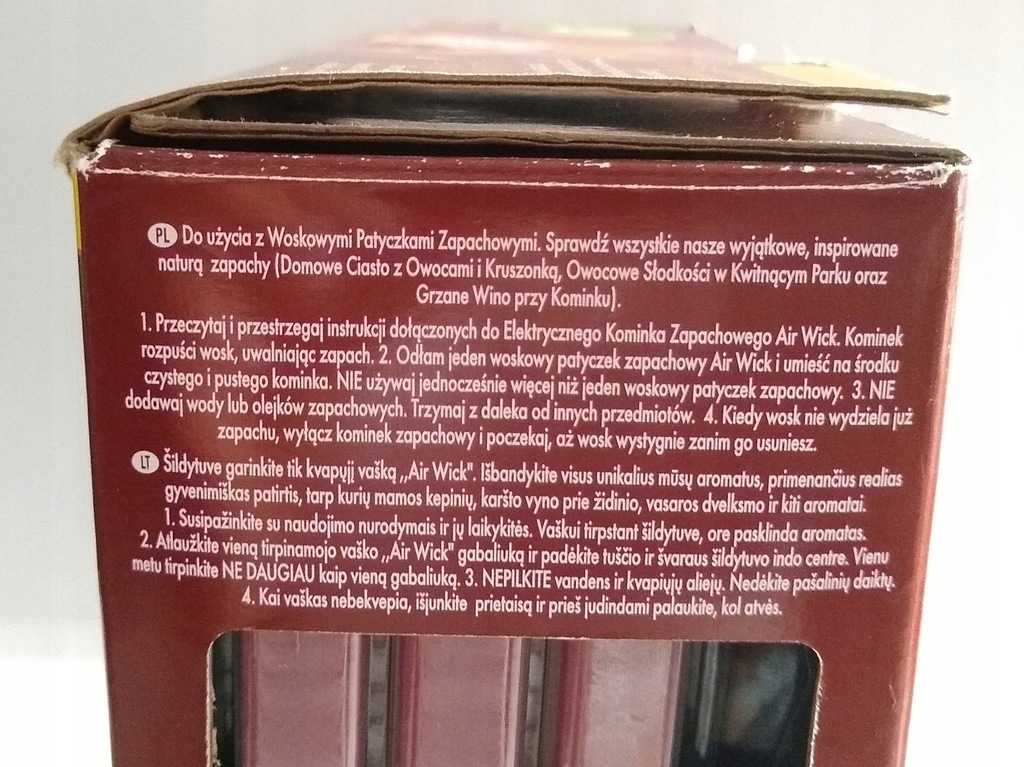 PL Do użycia z Woskowymi Patyczkami Zapachowymi. Sprawdź wszystkie nasze wyjątkowe, inspirowane
naturą zapachy (Domowe Ciasto z Owocami i Kruszonką, Owocowe Słodkości w Kwitnącym Parku oraz
Grzane Wino przy Kominku).
1. Przeczytaj i przestrzegaj instrukcji dołączonych do Elektrycznego Kominka Zapachowego Air Wick. Kominek
rozpuści wosk, uwalniając zapach. 2. Odłam jeden woskowy patyczek zapachowy Air Wick i umieść na środku
czystego i pustego kominka. NIE używaj jednocześnie więcej niż jeden woskowy patyczek zapachowy. 3. NIE
dodawaj wody lub olejków zapachowych. Trzymaj z daleka od innych przedmiotów. 4. Kiedy wosk nie wydziela już
zapachu, wyłącz kominek zapachowy i poczekaj, aż wosk wystygnie zanim go usuniesz.
LT Šildytuve garinkite tik kvapųjį vašką „Air Wick". Išbandykite visus unikalius mūsų aromatus, primenančius realias
gyvenimiškas patirtis, tarp kurių mamos kepinių, karšto vyno prie židinio, vasaros dvelksmo ir kiti aromatai.
1. Susipažinkite su naudojimo nurodymais ir jų laikykitės. Vaškui tirpstant šildytuve, ore pasklinda aromatas.
2. Atlaužkite vieną tirpinamojo vaško „Air Wick" gabaliuką ir padėkite tuščio ir švaraus šildytuvo indo centre. Vienu
metu tirpinkite NE DAUGIAU kaip vieną gabaliuką. 3. NEPILKITE vandens ir kvapiųjų aliejų. Nedėkite pašalinių daiktų.
4. Kai vaškas nebekvepia, išjunkite prietaisą ir prieš judindami palaukite, kol atvės.